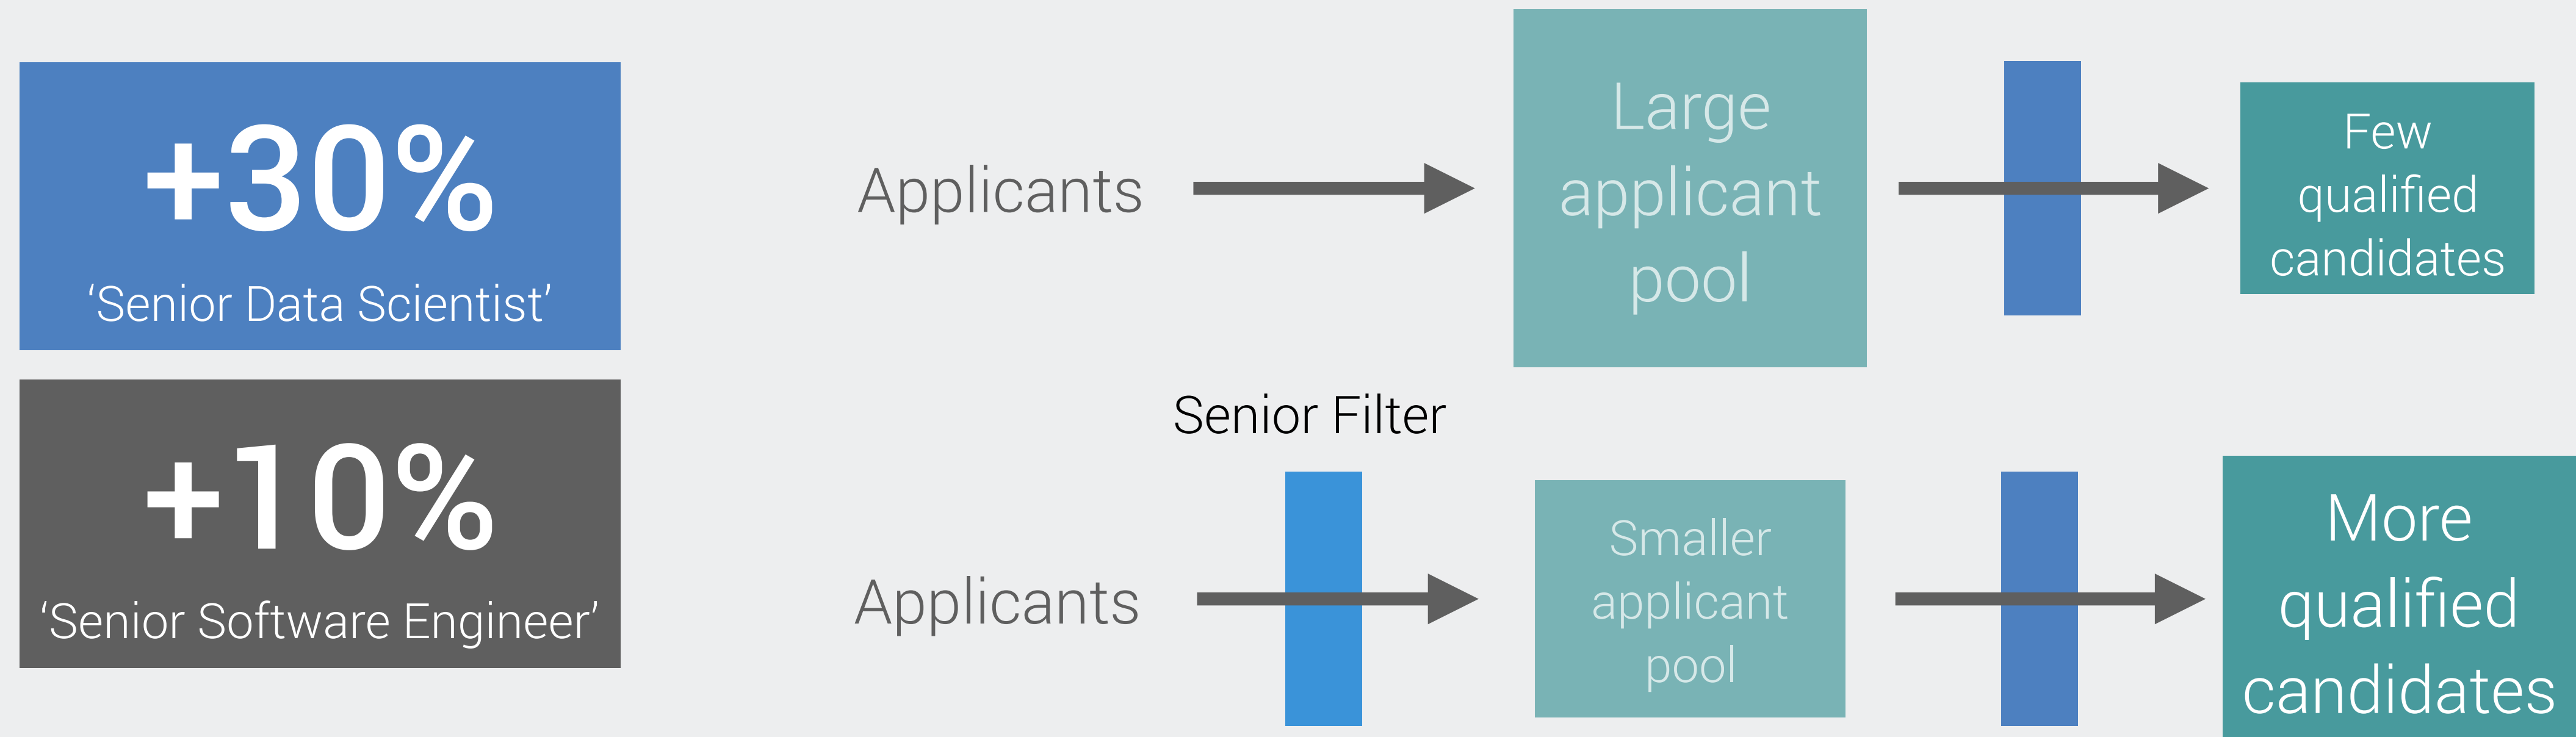 +30%
‘Senior Data Scientist’
+10%
‘Senior Software Engineer’
Applicants
Large
applicant
pool
Few
qualified
candidates
Senior Filter
Applicants
Smaller
applicant
pool
More
qualified
candidates